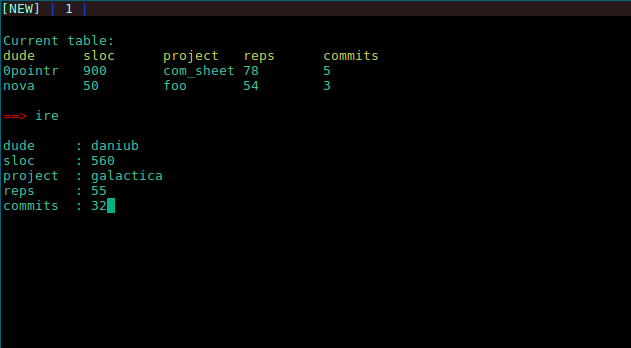 [NEW] | 1 |
Current table:
dude      sloc      project   reps      commits
0pointr   900       com_sheet 78        5
nova      50        foo       54        3
==> ire
dude     : daniub
sloc     : 560
project  : galactica
reps     : 55
commits  : 32